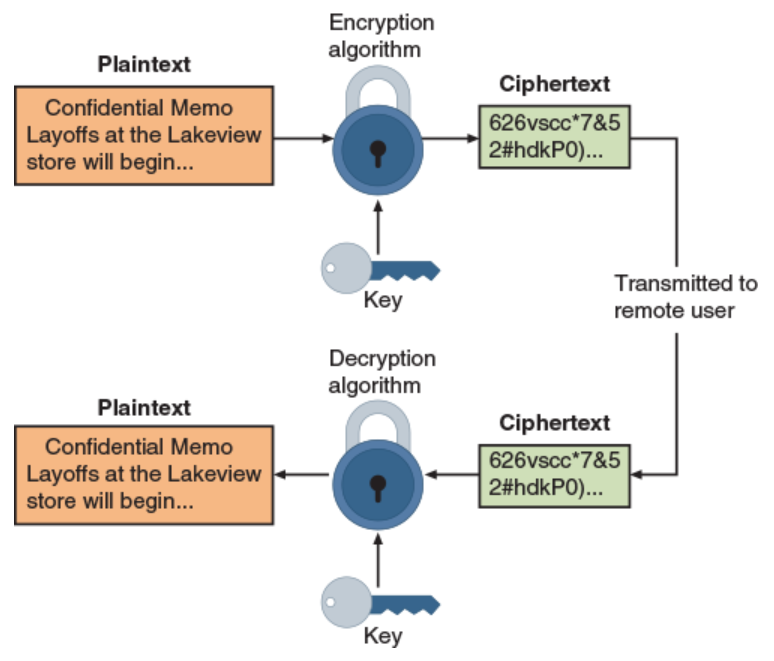 Encryption
algorithm
Plaintext
Confidential Memo
Layoffs at the Lakeview
store will begin...
Ciphertext
626vscc*7&5
2#hdkP0)...
Key
Transmitted to
remote user
Decryption
algorithm
Plaintext
Confidential Memo
Layoffs at the Lakeview
store will begin...
Ciphertext
626vscc*7&5
2#hdkP0)...
Key